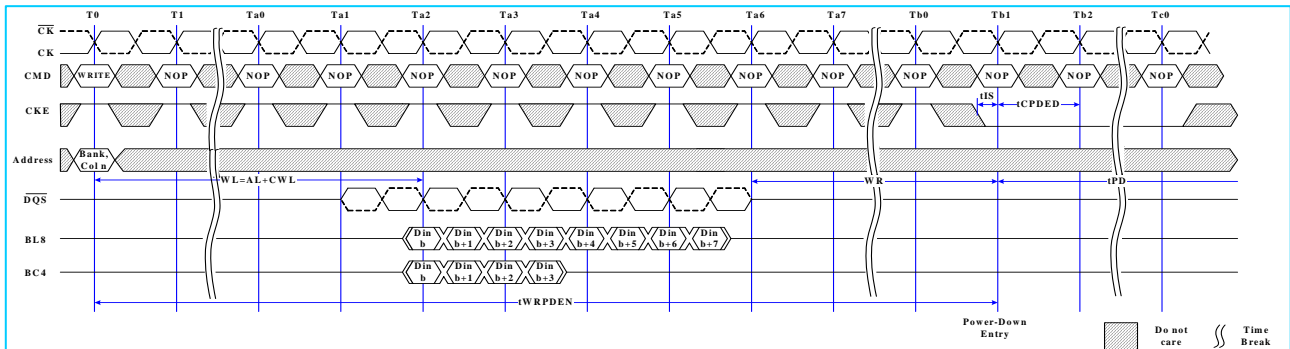 T0 T1 Ta0 Ta1 Ta2 Ta3 Ta4 Ta5 Ta6 Ta7 Tb0 Tb1 Tb2 Tc0
CK
CK
CMD WRITE NOP NOP NOP NOP NOP NOP NOP NOP NOP NOP NOP NOP NOP
tIS
CKE tCPDED
Address Bank, Col n
WL=AL+CWL WR tPD
DQS
BL8 Din b Din b+1 Din b+2 Din b+3 Din b+4 Din b+5 Din b+6 Din b+7
BC4 Din b Din b+1 Din b+2 Din b+3
tWRPDEN
Power-Down
Entry
Do not
care
Time
Break